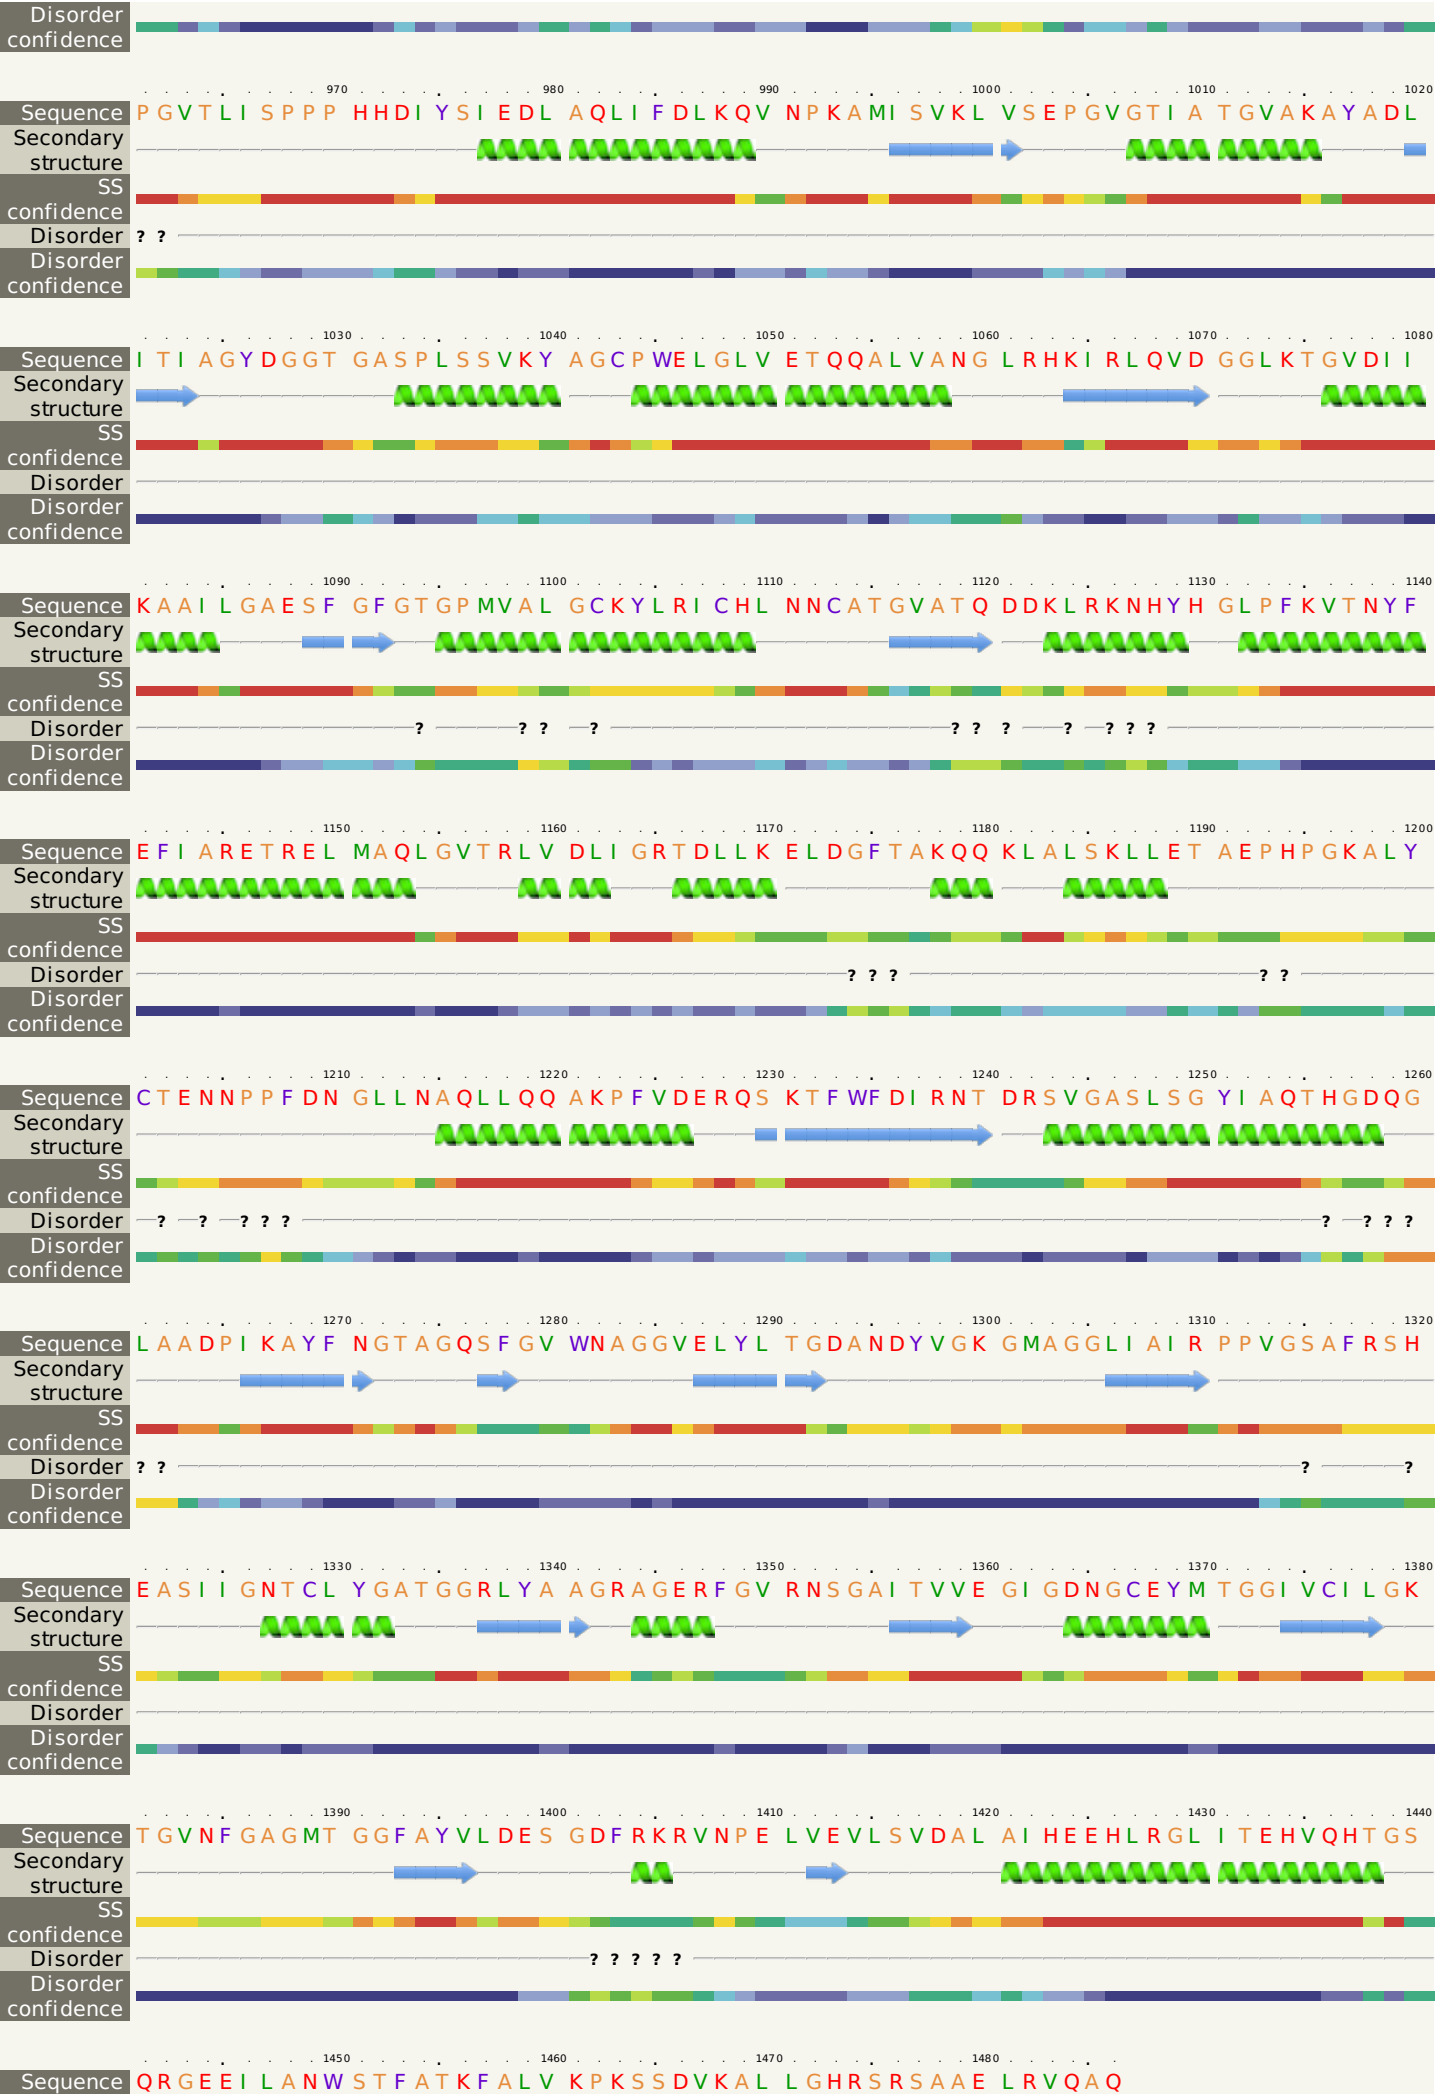 Disorder
confidence
970 980 990 1000 1010 1020
Sequence PGVTLISPPP HHDIYSIEDL AQLIFDLKQV NPKAMISVKL VSEPGVGTIA TGVAKAYADL
Secondary
structure
SS
confidence
Disorder ? ?
Disorder
confidence
1030 1040 1050 1060 1070 1080
Sequence ITIAGYDGGT GASPLSSVKY AGCPWELGLV ETQQALVANG LRHKIRLQVD GGLKTGVDII
Secondary
structure
SS
confidence
Disorder
Disorder
confidence
1090 1100 1110 1120 1130 1140
Sequence KAAILGAESF GFGTGPMVAL GCKYLRICHL NNCATGVATQ DDKLRKNHYH GLPFKVTNYF
Secondary
structure
SS
confidence
Disorder ? ? ? ? ? ? ? ? ? ? ?
Disorder
confidence
1150 1160 1170 1180 1190 1200
Sequence EFIARETREL MAQLGVTRLV DLIGRTDLLK ELDGFTAKQQ KLALSKLLET AEPHPGKALY
Secondary
structure
SS
confidence
Disorder ? ? ? ? ?
Disorder
confidence
1210 1220 1230 1240 1250 1260
Sequence CTENNPPFDN GLLNAQLLQQ AKPFVDERQS KTFWFDIRNT DRSVGASLSG YIAQTHGDQG
Secondary
structure
SS
confidence
Disorder ? ? ? ? ? ? ? ? ?
Disorder
confidence
1270 1280 1290 1300 1310 1320
Sequence LAADPIKAYF NGTAGQSFGV WNAGGVELYL TGDANDYVGK GMAGGLIAIR PPVGSAFRSH
Secondary
structure
SS
confidence
Disorder ? ? ? ?
Disorder
confidence
1330 1340 1350 1360 1370 1380
Sequence EASIIGNTCL YGATGGRLYA AGRAGERFGV RNSGAITVVE GIGDNGCEYM TGGIVCILGK
Secondary
structure
SS
confidence
Disorder
Disorder
confidence
1390 1400 1410 1420 1430 1440
Sequence TGVNFGAGMT GGFAYVLDES GDFRKRVNPE LVEVLSVDAL AIHEEHLRGL ITEHVQHTGS
Secondary
structure
SS
confidence
Disorder ? ? ? ? ?
Disorder
confidence
1450 1460 1470 1480
Sequence QRGEEILANW STFATKFALV KPKSSDVKAL LGHRSRSAAE LRVQAQ